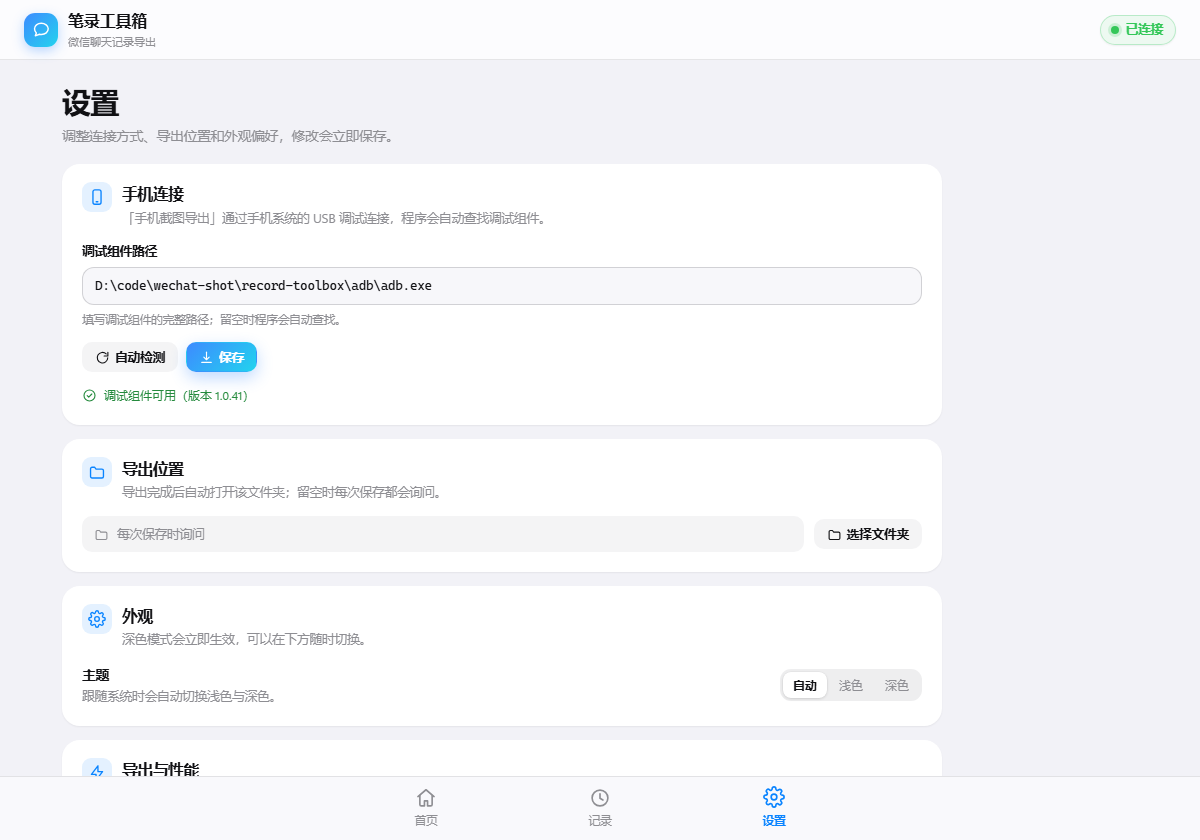 笔录工具箱
微信聊天记录导出
已连接
设置
调整连接方式、导出位置和外观偏好，修改会立即保存。
手机连接
「手机截图导出」通过手机系统的 USB 调试连接，程序会自动查找调试组件。
调试组件路径
D:\code\wechat-shot\record-toolbox\adb\adb.exe
填写调试组件的完整路径；留空时程序会自动查找。
自动检测
保存
调试组件可用（版本 1.0.41）
导出位置
导出完成后自动打开该文件夹；留空时每次保存都会询问。
每次保存时询问
选择文件夹
外观
深色模式会立即生效，可以在下方随时切换。
主题
跟随系统时会自动切换浅色与深色。
自动
浅色
深色
导出与性能
首页
记录
设置